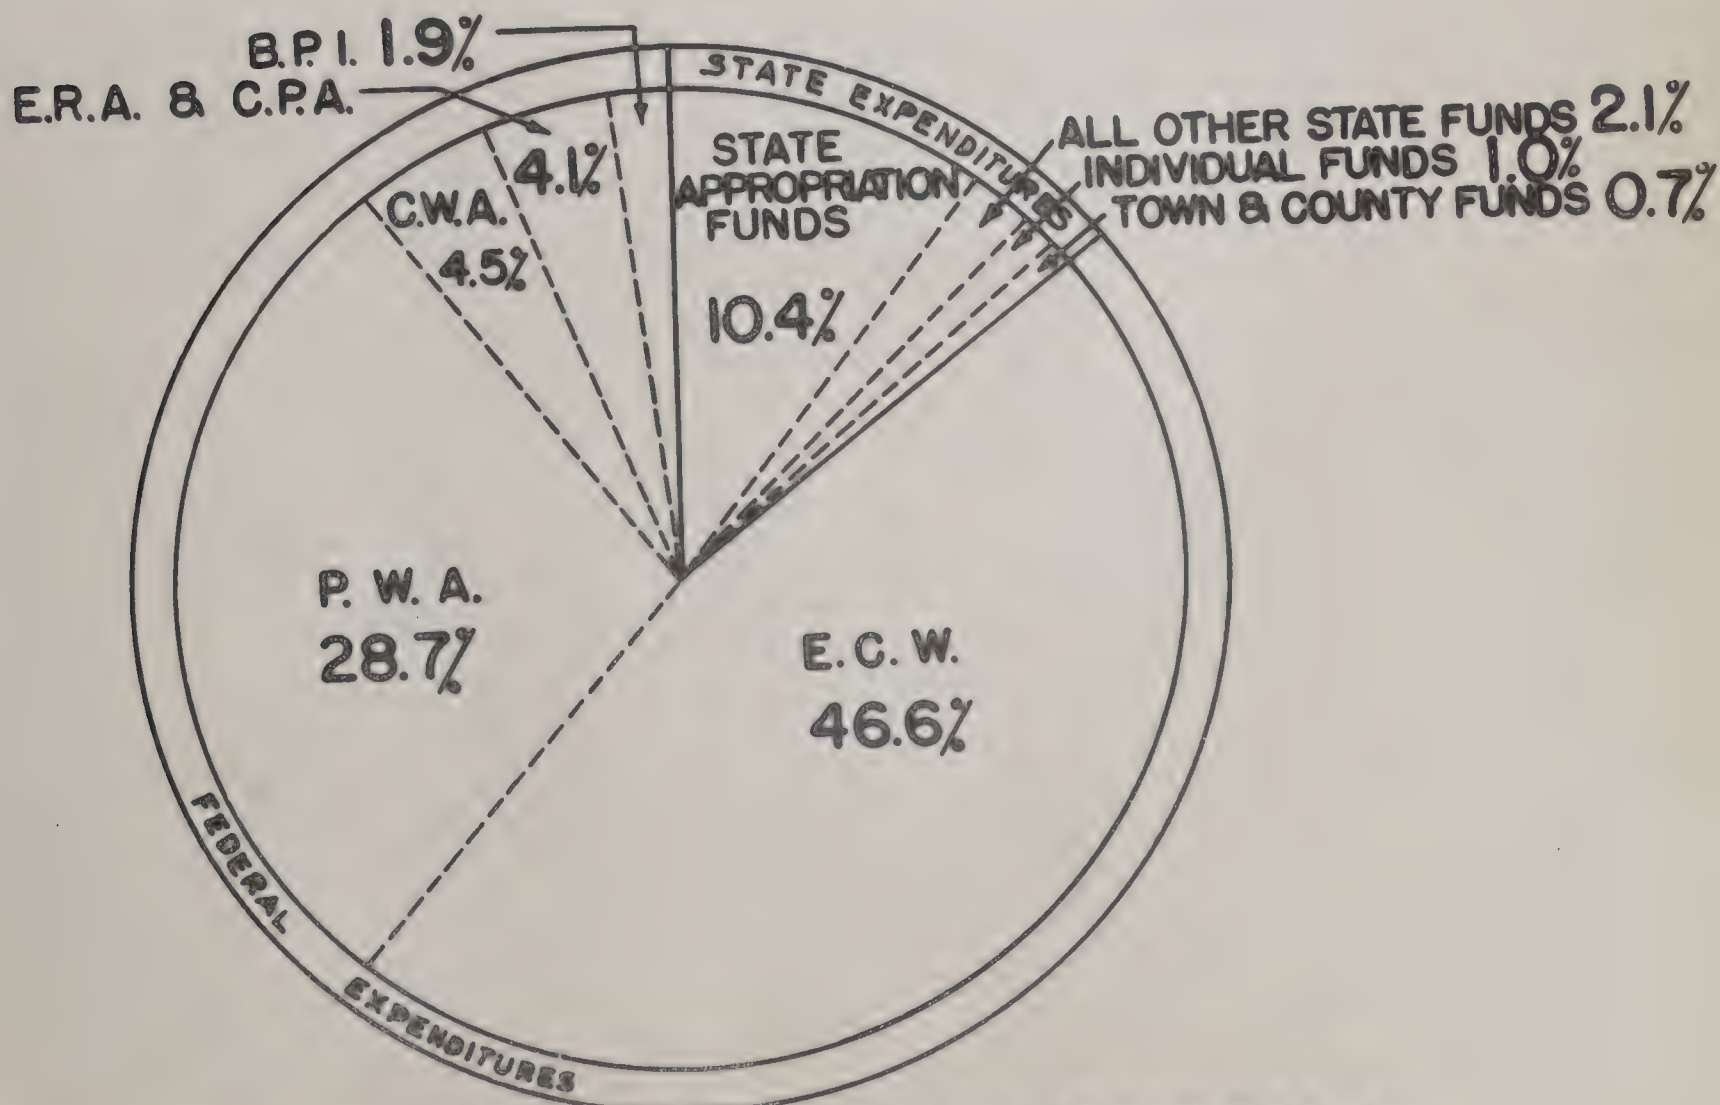 B.P.I. 1.9%
E.R.A. & C.P.A.
4.1%
STATE EXPENDITURES
ALL OTHER STATE FUNDS 2.1%
INDIVIDUAL FUNDS 1.0%
TOWN & COUNTY FUNDS 0.7%
STATE
APPROPRIATION
FUNDS
10.4%
C.W.A.
4.5%
P. W. A.
28.7%
E. C. W.
46.6%
FEDERAL EXPENDITURES